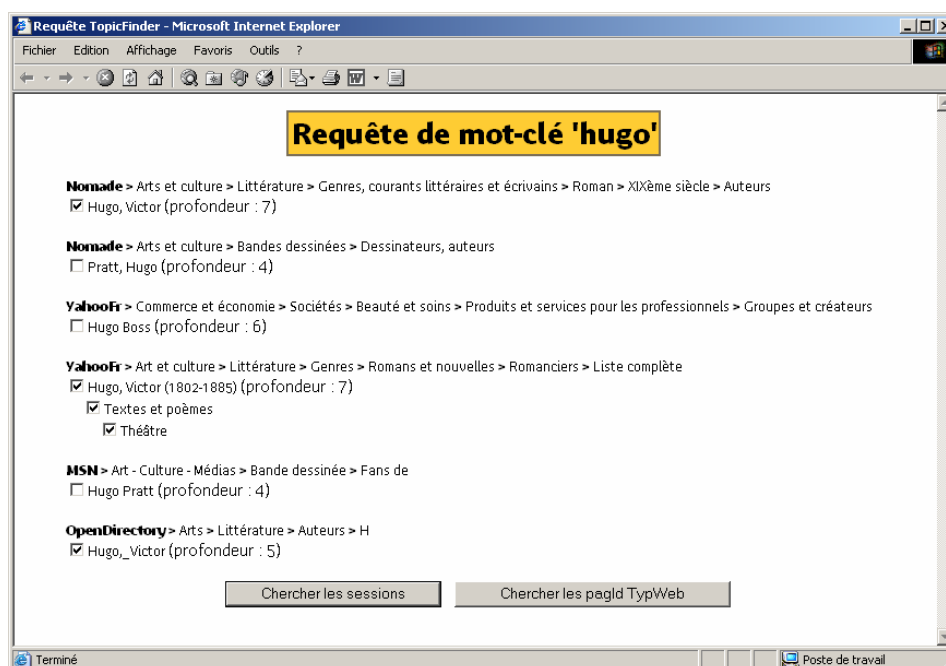 Requête TopicFinder - Microsoft Internet Explorer
Fichier Edition Affichage Favoris Outils ?
Requête de mot-clé 'hugo'
Nomade > Arts et culture > Littérature > Genres, courants littéraires et écrivains > Roman > XIXème siècle > Auteurs
Hugo, Victor (profondeur : 7)
Nomade > Arts et culture > Bandes dessinées > Dessinateurs, auteurs
Pratt, Hugo (profondeur : 4)
YahooFr > Commerce et économie > Sociétés > Beauté et soins > Produits et services pour les professionnels > Groupes et créateurs
Hugo Boss (profondeur : 6)
YahooFr > Art et culture > Littérature > Genres > Romans et nouvelles > Romanciers > Liste complète
Hugo, Victor (1802-1885) (profondeur : 7)
Textes et poèmes
Théâtre
MSN > Art - Culture - Médias > Bande dessinée > Fans de
Hugo Pratt (profondeur : 4)
OpenDirectory > Arts > Littérature > Auteurs > H
Hugo,_Victor (profondeur : 5)
Chercher les sessions Chercher les pagId TypWeb
Terminé Poste de travail